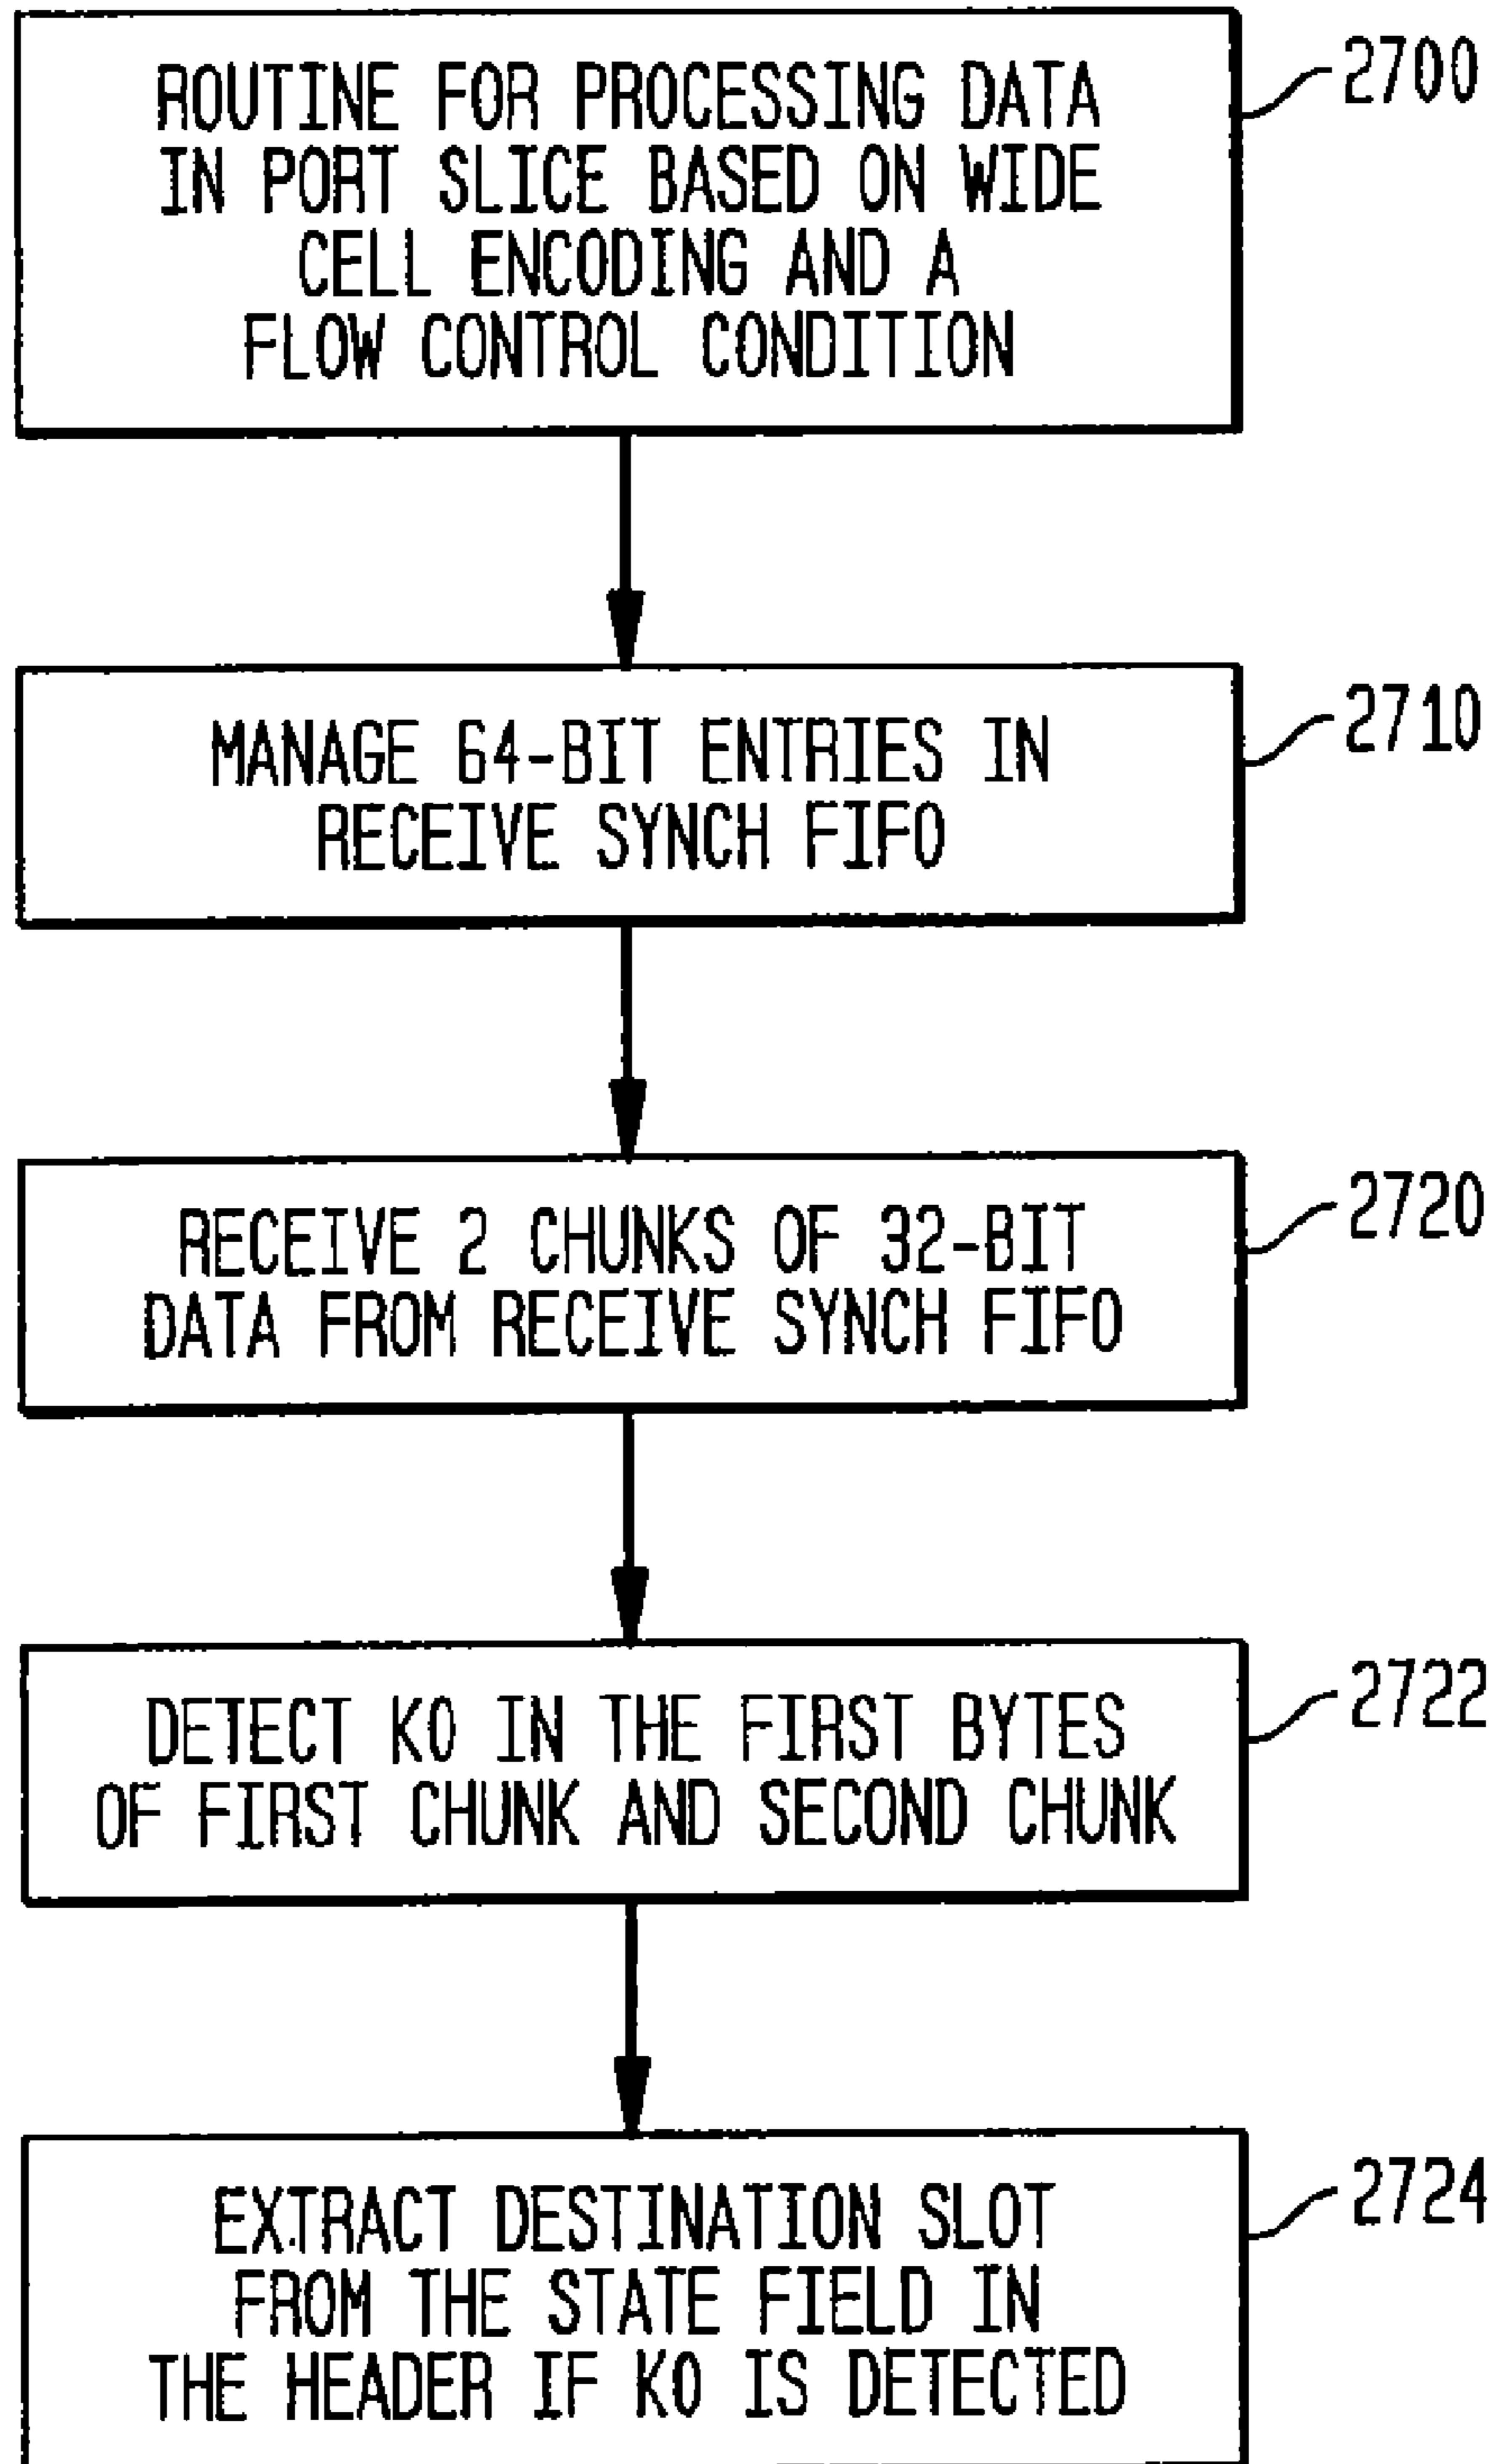 ROUTINE FOR PROCESSING DATA
IN PORT SLICE BASED ON WIDE
CELL ENCODING AND A
FLOW CONTROL CONDITION
2700
MANAGE 64-BIT ENTRIES IN
RECEIVE SYNCH FIFO
2710
RECEIVE 2 CHUNKS OF 32-BIT
DATA FROM RECEIVE SYNCH FIFO
2720
DETECT K0 IN THE FIRST BYTES
OF FIRST CHUNK AND SECOND CHUNK
2722
EXTRACT DESTINATION SLOT
FROM THE STATE FIELD IN
THE HEADER IF K0 IS DETECTED
2724